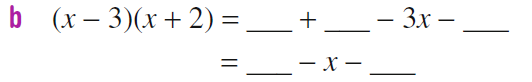 b (x − 3)(x + 2) = ___ + ___ − 3x − ___
= ___ − x − ___